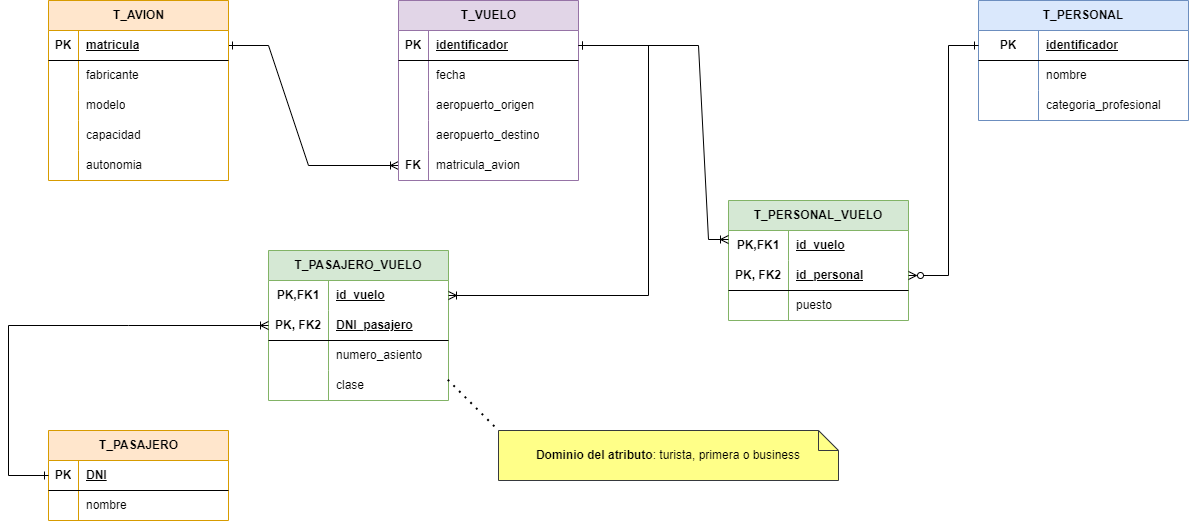 T_AVION
PK matricula
fabricante
modelo
capacidad
autonomia
T_VUELO
PK identificador
fecha
aeropuerto_origen
aeropuerto_destino
FK matricula_avion
T_PERSONAL
PK identificador
nombre
categoria_profesional
T_PERSONAL_VUELO
PK,FK1 id_vuelo
PK, FK2 id_personal
puesto
T_PASAJERO_VUELO
PK,FK1 id_vuelo
PK, FK2 DNI_pasajero
numero_asiento
clase
T_PASAJERO
PK DNI
nombre
Dominio del atributo: turista, primera o business